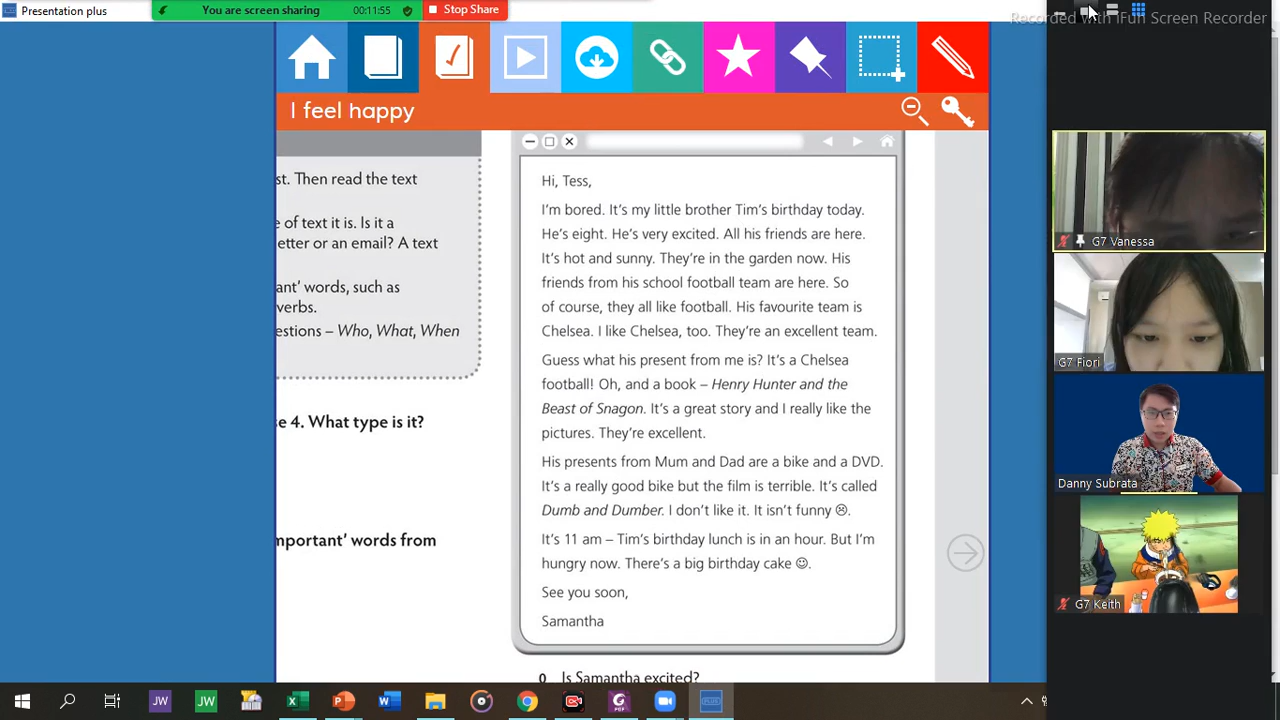 Presentation plus
You are screen sharing
00:11:55
Stop Share
Recorded with iFun Screen Recorder
I feel happy
st. Then read the text
e of text it is. Is it a
etter or an email? A text
ant' words, such as
verbs.
estions – Who, What, When
e 4. What type is it?
mportant' words from
Hi, Tess,
I'm bored. It's my little brother Tim's birthday today.
He's eight. He's very excited. All his friends are here.
It's hot and sunny. They're in the garden now. His
friends from his school football team are here. So
of course, they all like football. His favourite team is
Chelsea. I like Chelsea, too. They're an excellent team.
Guess what his present from me is? It's a Chelsea
football! Oh, and a book – Henry Hunter and the
Beast of Snagon. It's a great story and I really like the
pictures. They're excellent.
His presents from Mum and Dad are a bike and a DVD.
It's a really good bike but the film is terrible. It's called
Dumb and Dumber. I don't like it. It isn't funny ☹.
It's 11 am – Tim's birthday lunch is in an hour. But I'm
hungry now. There's a big birthday cake ☺.
See you soon,
Samantha
0 Is Samantha excited?
G7 Vanessa
G7 Fiori
Danny Subrata
G7 Keith
JW
JW